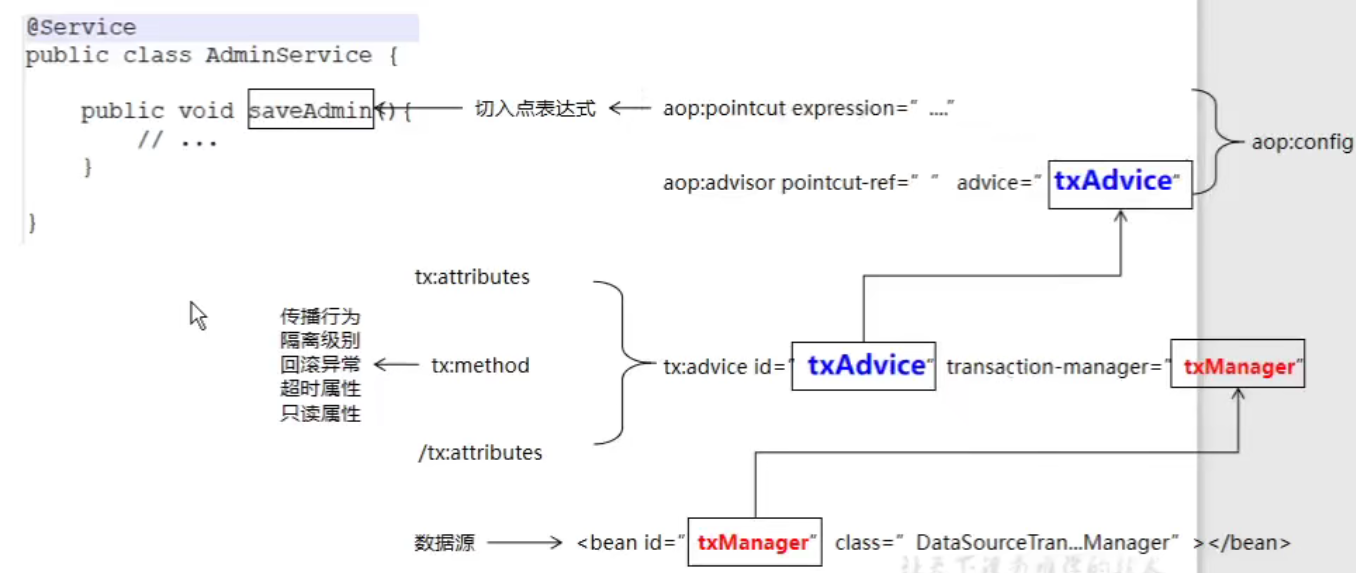 @Service
public class AdminService {
public void saveAdmin(){
// ...
}
}
切入点表达式
aop:pointcut expression=" ...."
aop:advisor pointcut-ref=" " advice=" txAdvice"
aop:config
tx:attributes
传播行为
隔离级别
回滚异常
超时属性
只读属性
tx:method
/tx:attributes
tx:advice id=" txAdvice" transaction-manager=" txManager"
数据源
<bean id=" txManager" class=" DataSourceTran...Manager" ></bean>